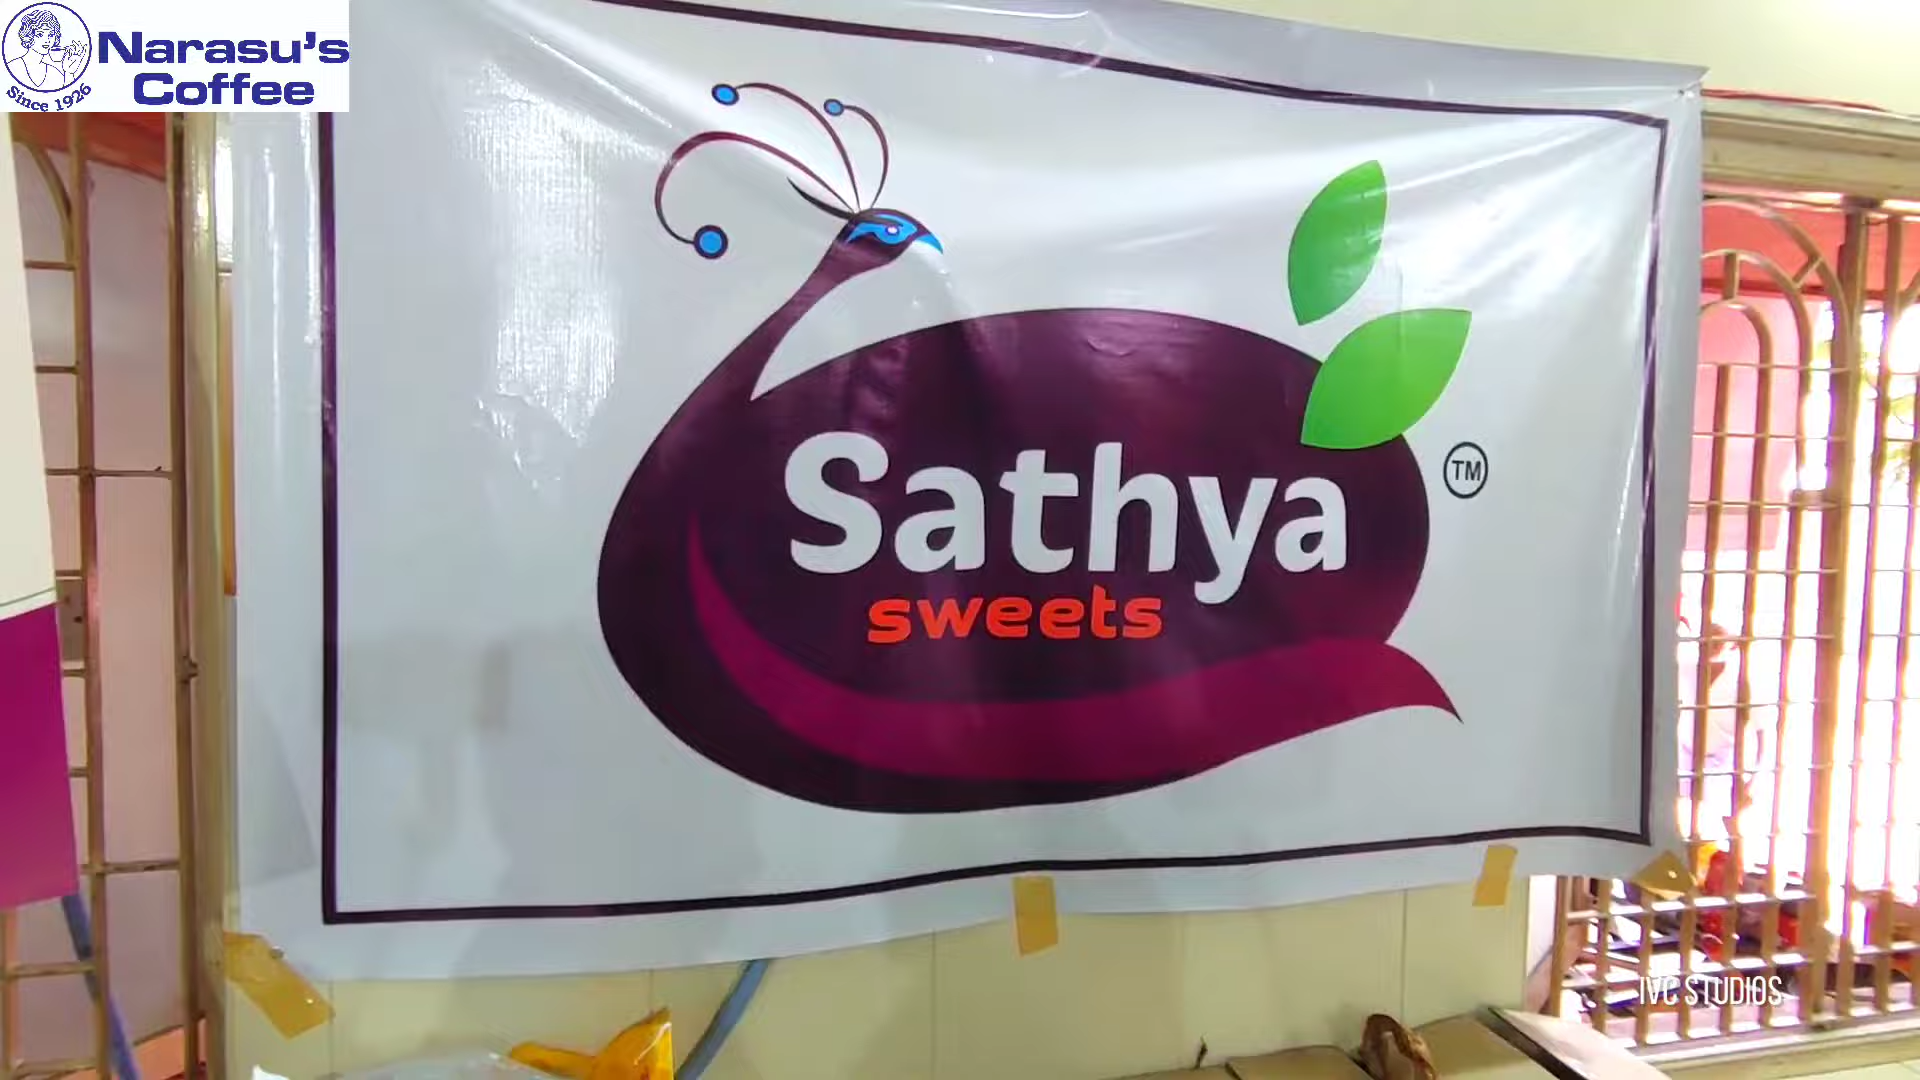 Narasu's
Coffee
Since 1926
Sathya
TM
sweets
IVC STUDIOS